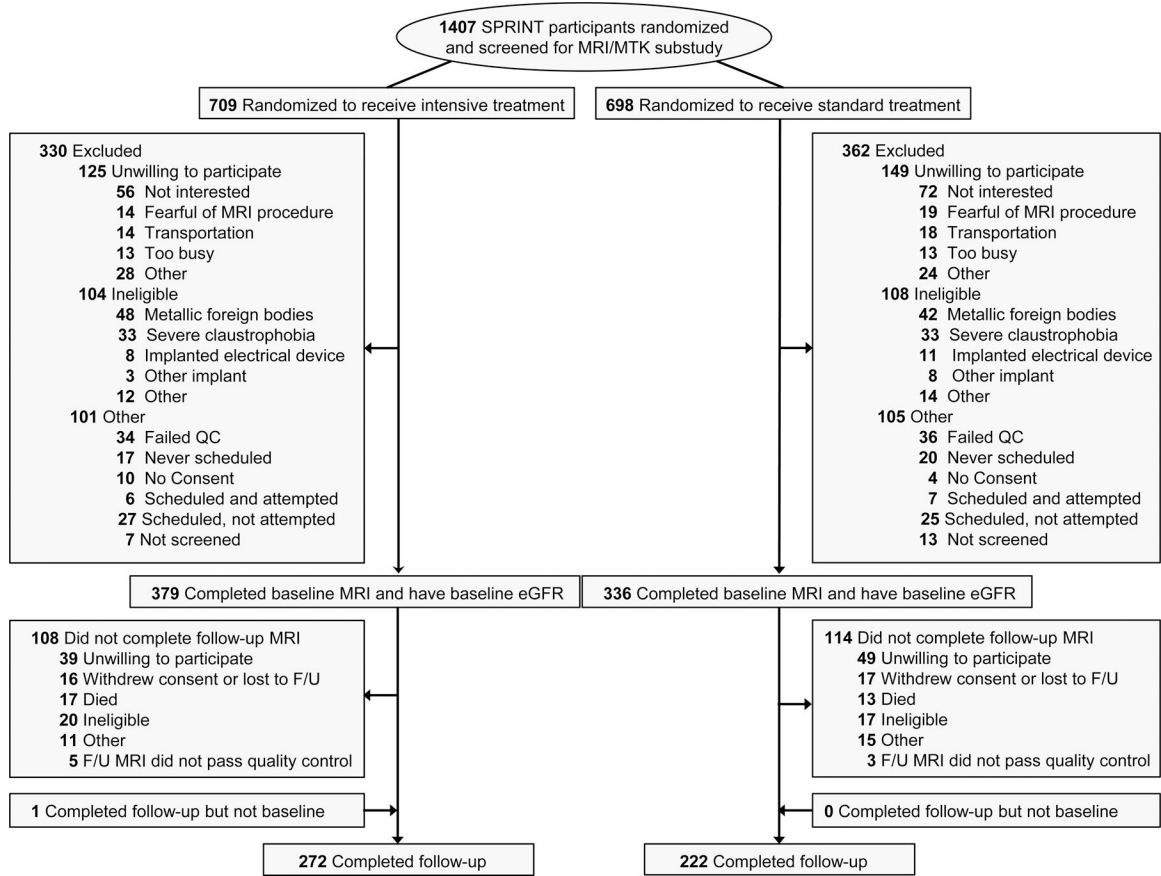 1407 SPRINT participants randomized
and screened for MRI/MTK substudy
709 Randomized to receive intensive treatment
698 Randomized to receive standard treatment
330 Excluded
125 Unwilling to participate
56 Not interested
14 Fearful of MRI procedure
14 Transportation
13 Too busy
28 Other
104 Ineligible
48 Metallic foreign bodies
33 Severe claustrophobia
8 Implanted electrical device
3 Other implant
12 Other
101 Other
34 Failed QC
17 Never scheduled
10 No Consent
6 Scheduled and attempted
27 Scheduled, not attempted
7 Not screened
362 Excluded
149 Unwilling to participate
72 Not interested
19 Fearful of MRI procedure
18 Transportation
13 Too busy
24 Other
108 Ineligible
42 Metallic foreign bodies
33 Severe claustrophobia
11 Implanted electrical device
8 Other implant
14 Other
105 Other
36 Failed QC
20 Never scheduled
4 No Consent
7 Scheduled and attempted
25 Scheduled, not attempted
13 Not screened
379 Completed baseline MRI and have baseline eGFR
336 Completed baseline MRI and have baseline eGFR
108 Did not complete follow-up MRI
39 Unwilling to participate
16 Withdrew consent or lost to F/U
17 Died
20 Ineligible
11 Other
5 F/U MRI did not pass quality control
114 Did not complete follow-up MRI
49 Unwilling to participate
17 Withdrew consent or lost to F/U
13 Died
17 Ineligible
15 Other
3 F/U MRI did not pass quality control
1 Completed follow-up but not baseline
0 Completed follow-up but not baseline
272 Completed follow-up
222 Completed follow-up